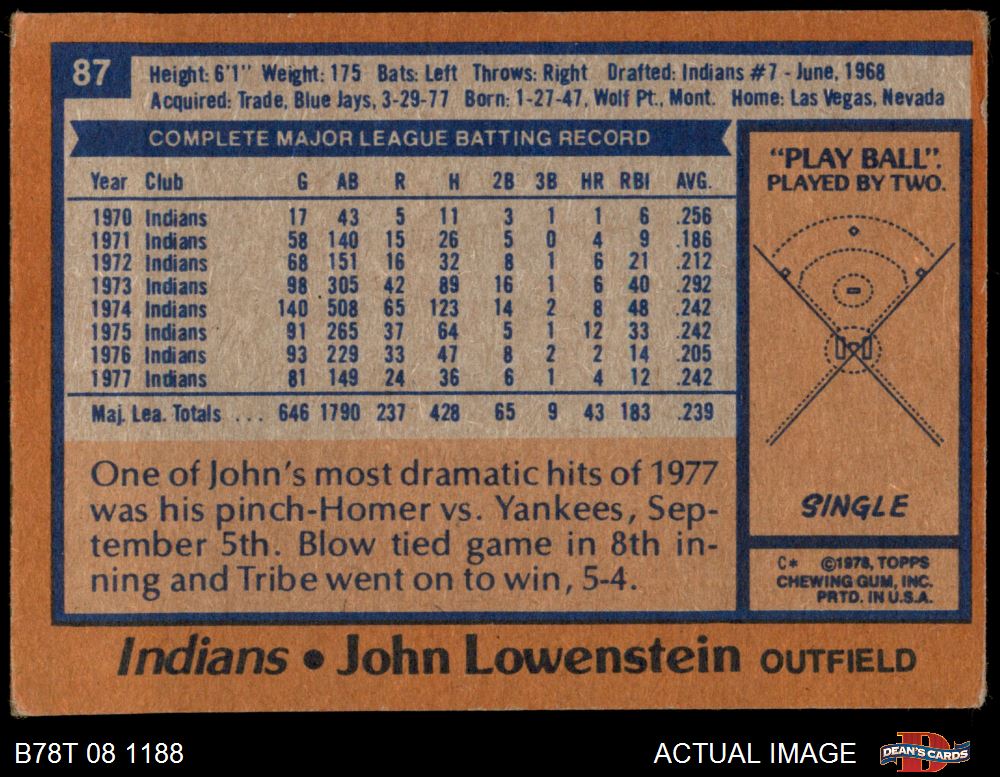 87
Height: 6'1" Weight: 175 Bats: Left Throws: Right Drafted: Indians #7 - June, 1968
Acquired: Trade, Blue Jays, 3-29-77 Born: 1-27-47, Wolf Pt., Mont. Home: Las Vegas, Nevada
COMPLETE MAJOR LEAGUE BATTING RECORD
Year Club G AB R H 2B 3B HR RBI AVG.
1970 Indians 17 43 5 11 3 1 1 6 .256
1971 Indians 58 140 15 26 5 0 4 9 .186
1972 Indians 68 151 16 32 8 1 6 21 .212
1973 Indians 98 305 42 89 16 1 6 40 .292
1974 Indians 140 508 65 123 14 2 8 48 .242
1975 Indians 91 265 37 64 5 1 12 33 .242
1976 Indians 93 229 33 47 8 2 2 14 .205
1977 Indians 81 149 24 36 6 1 4 12 .242
Maj. Lea. Totals ... 646 1790 237 428 65 9 43 183 .239
One of John's most dramatic hits of 1977
was his pinch-Homer vs. Yankees, Sep-
tember 5th. Blow tied game in 8th in-
ning and Tribe went on to win, 5-4.
"PLAY BALL".
PLAYED BY TWO.
SINGLE
C* ©1978, TOPPS
CHEWING GUM, INC.
PRTD. IN U.S.A.
Indians • John Lowenstein OUTFIELD
B78T 08 1188
ACTUAL IMAGE
DEAN'S CARDS